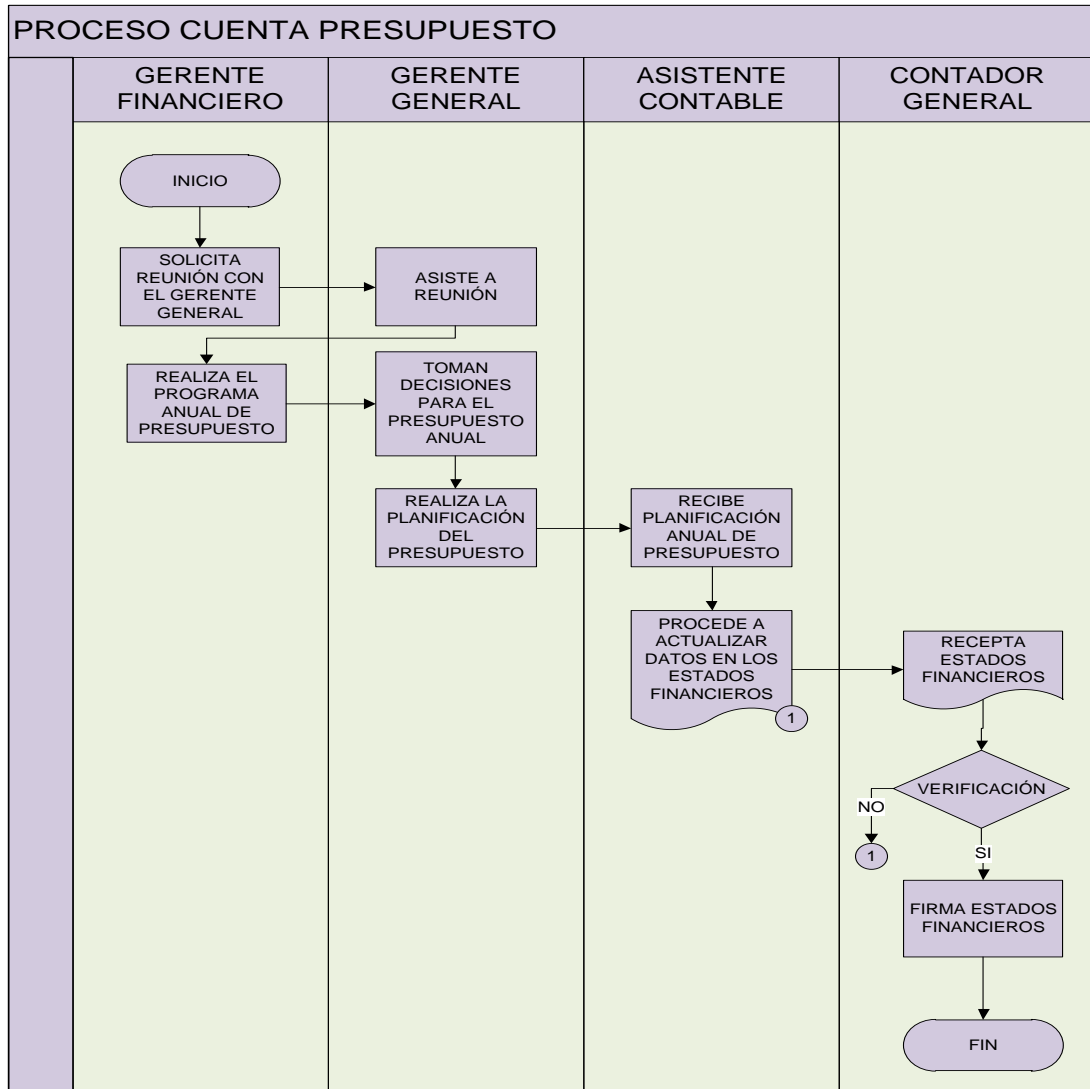 PROCESO CUENTA PRESUPUESTO
GERENTE
FINANCIERO
GERENTE
GENERAL
ASISTENTE
CONTABLE
CONTADOR
GENERAL
INICIO
SOLICITA
REUNIÓN CON
EL GERENTE
GENERAL
ASISTE A
REUNIÓN
REALIZA EL
PROGRAMA
ANUAL DE
PRESUPUESTO
TOMAN
DECISIONES
PARA EL
PRESUPUESTO
ANUAL
REALIZA LA
PLANIFICACIÓN
DEL
PRESUPUESTO
RECIBE
PLANIFICACIÓN
ANUAL DE
PRESUPUESTO
PROCEDE A
ACTUALIZAR
DATOS EN LOS
ESTADOS
FINANCIEROS
1
RECEPTA
ESTADOS
FINANCIEROS
VERIFICACIÓN
NO
1
SI
FIRMA ESTADOS
FINANCIEROS
FIN